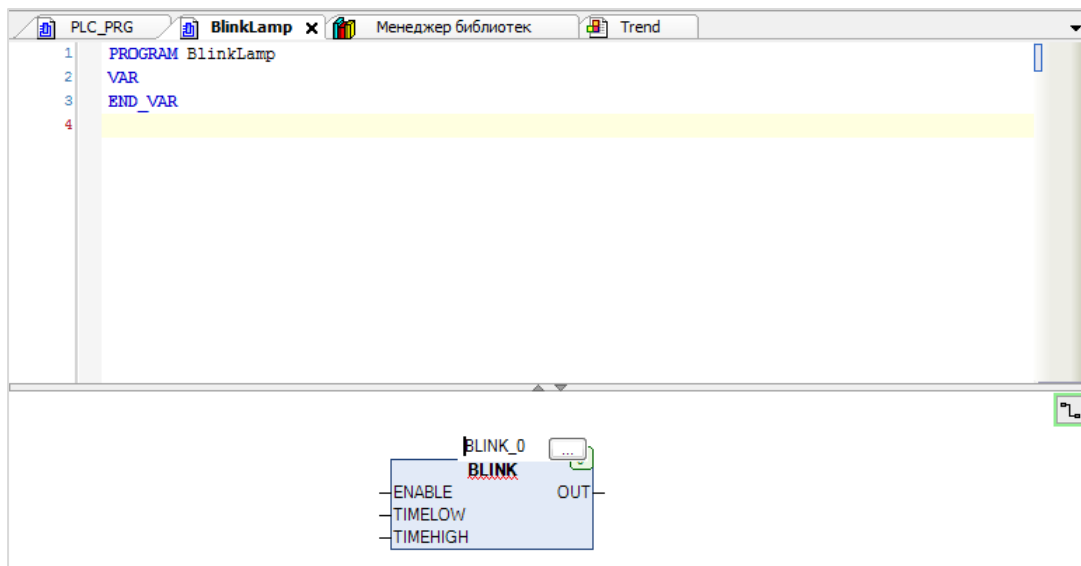 PLC_PRG BlinkLamp Менеджер библиотек Trend
1 PROGRAM BlinkLamp
2 VAR
3 END_VAR
4
BLINK_0 ...
BLINK
ENABLE OUT
TIMELOW
TIMEHIGH